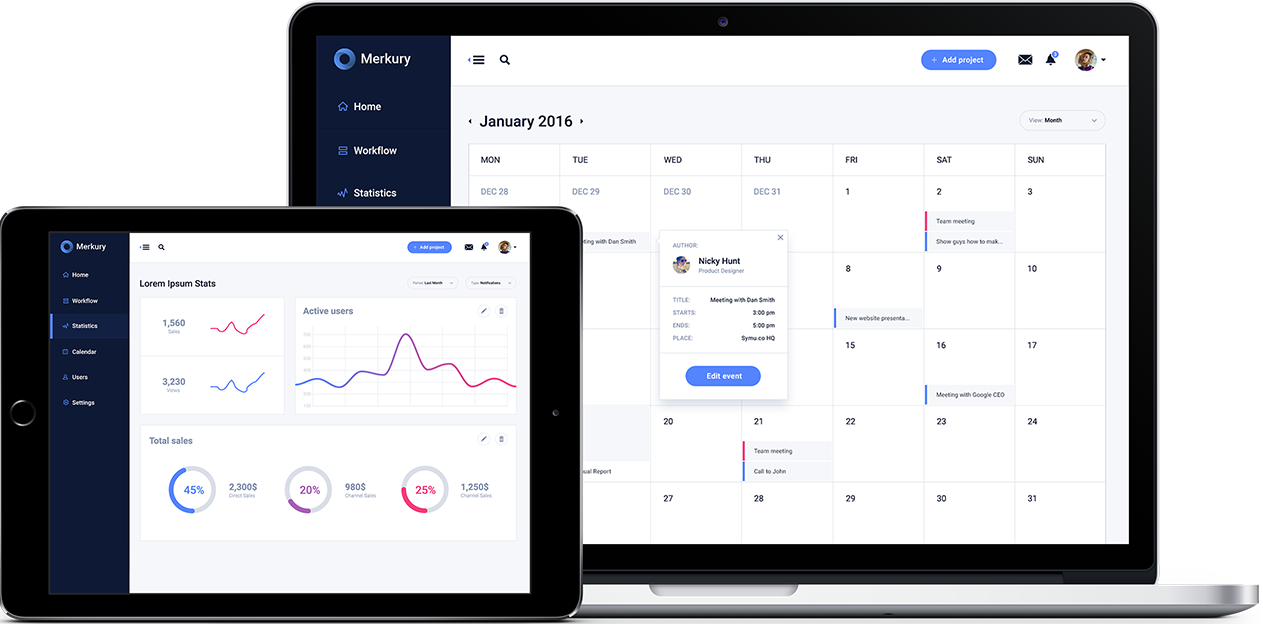 Merkury
Add project
Home
January 2016
View: Month
Workflow
MON TUE WED THU FRI SAT SUN
Statistics
DEC 28 DEC 29 DEC 30 DEC 31 1 2 3
Team meeting
ting with Dan Smith
Show guys how to mak...
AUTHOR:
Nicky Hunt
Product Designer
8 9 10
TITLE: Meeting with Dan Smith
STARTS: 3:00 pm
New website presenta...
ENDS: 5:00 pm
PLACE: Symu.co HQ
15 16 17
Edit event
Meeting with Google CEO
20 21 22 23 24
Team meeting
ual Report
Call to John
27 28 29 30 31
Merkury
Add project
Home
Lorem Ipsum Stats
Period: Last Month
Type: Notifications
Workflow
Statistics
Calendar
Users
Settings
1,560
Sales
3,230
Views
Active users
Total sales
45%
2,300$
Direct Sales
20%
980$
Channel Sales
25%
1,250$
Channel Sales